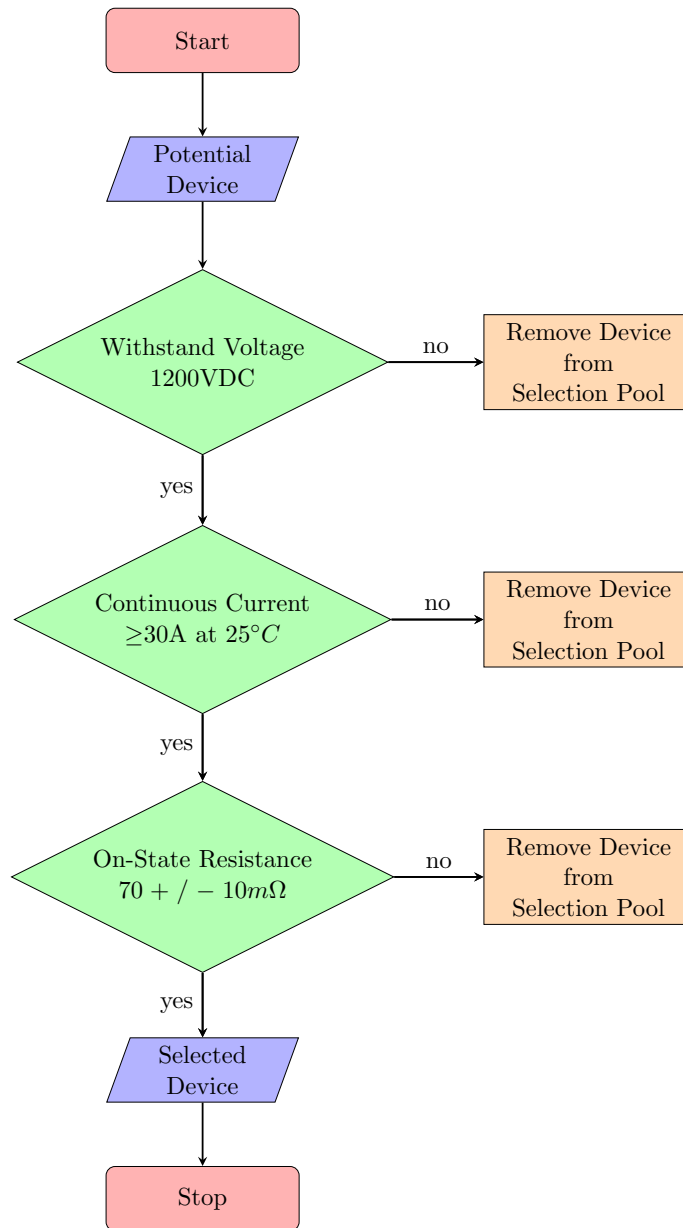 Start
Potential
Device
Withstand Voltage
1200VDC
no
Remove Device
from
Selection Pool
yes
Continuous Current
≥30A at 25°C
no
Remove Device
from
Selection Pool
yes
On-State Resistance
70 + / − 10mΩ
no
Remove Device
from
Selection Pool
yes
Selected
Device
Stop